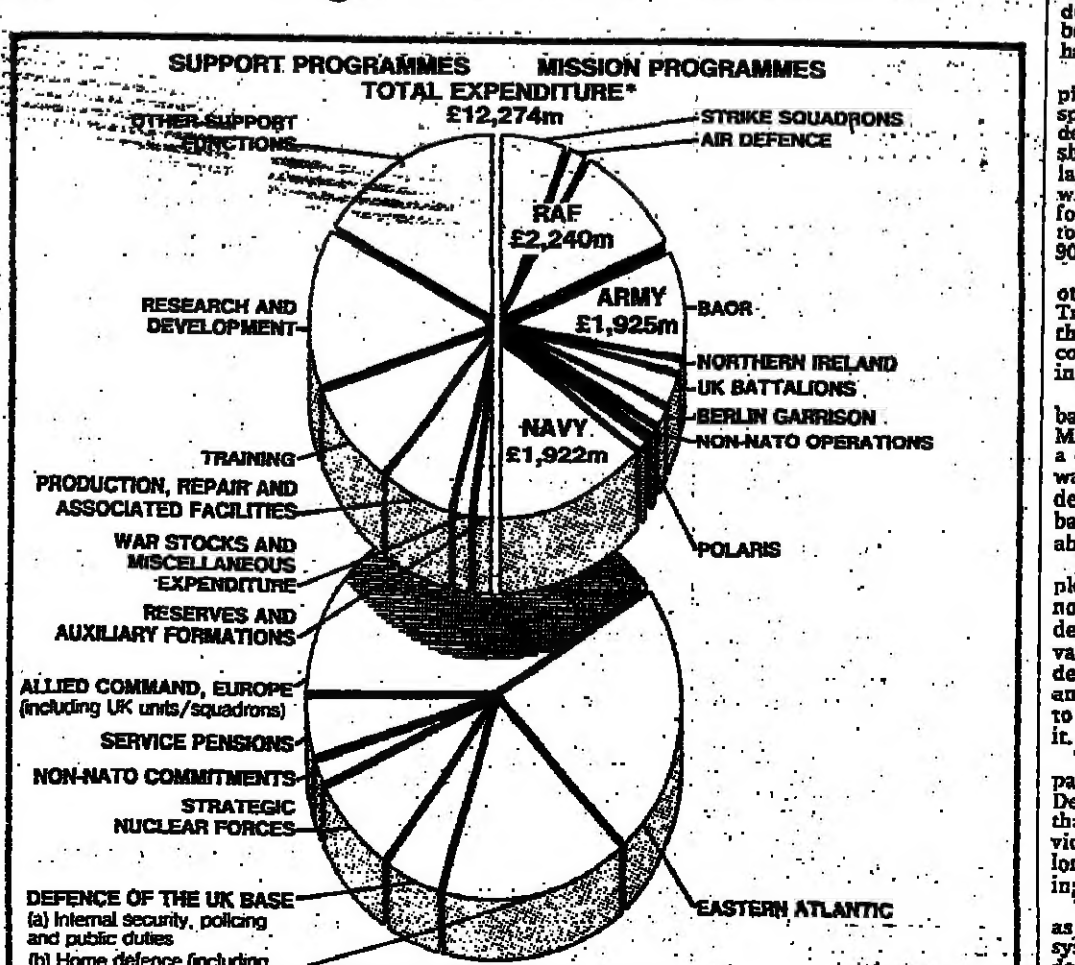 SUPPORT PROGRAMMES
MISSION PROGRAMMES
TOTAL EXPENDITURE*
£12,274m
OTHER SUPPORT
FUNCTIONS
STRIKE SQUADRONS
AIR DEFENCE
RAF
£2,240m
RESEARCH AND
DEVELOPMENT
ARMY
£1,925m
BAOR
NORTHERN IRELAND
UK BATTALIONS
BERLIN GARRISON
NON-NATO OPERATIONS
NAVY
£1,922m
TRAINING
PRODUCTION, REPAIR AND
ASSOCIATED FACILITIES
WAR STOCKS AND
MISCELLANEOUS
EXPENDITURE
POLARIS
RESERVES AND
AUXILIARY FORMATIONS
ALLIED COMMAND, EUROPE
(including UK units/squadrons)
SERVICE PENSIONS
NON-NATO COMMITMENTS
STRATEGIC
NUCLEAR FORCES
DEFENCE OF THE UK BASE
(a) Internal security, policing
and public duties
(b) Home defence (including
EASTERN ATLANTIC